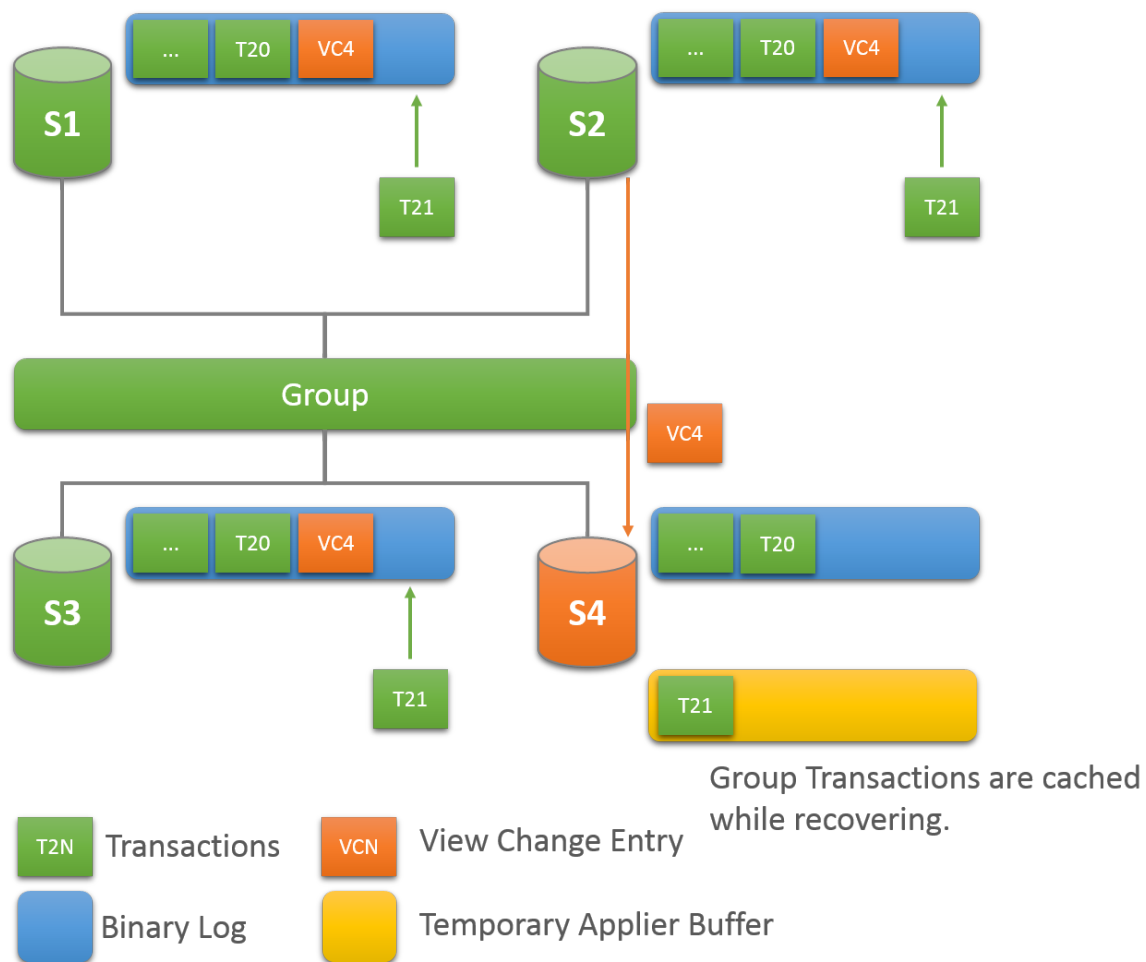 ... T20 VC4
... T20 VC4
S1
S2
T21
T21
Group
VC4
... T20 VC4
... T20
S3
S4
T21
T21
Group Transactions are cached
while recovering.
T2N Transactions
VCN View Change Entry
Binary Log
Temporary Applier Buffer